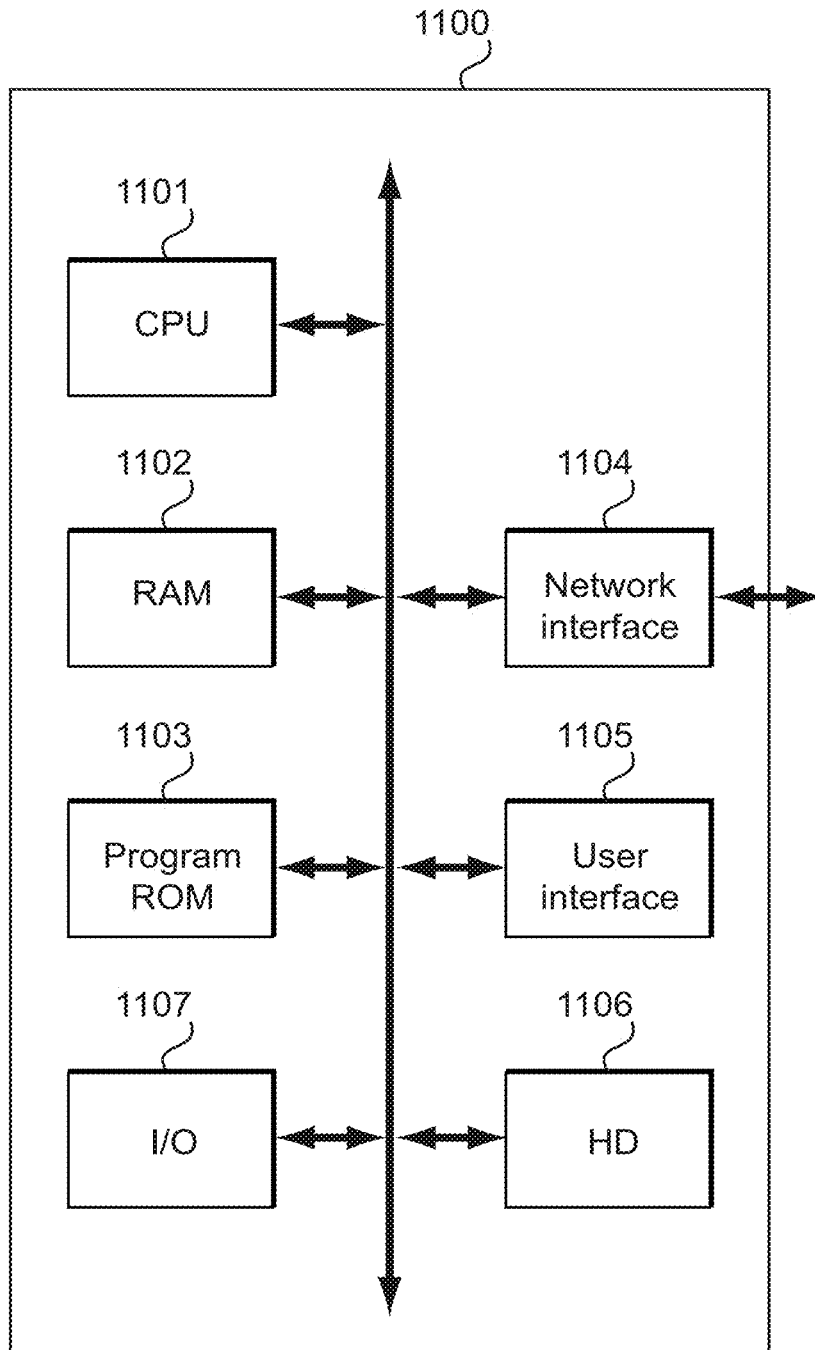 1100
1101
CPU
1102
RAM
1104
Network
interface
1103
Program
ROM
1105
User
interface
1107
I/O
1106
HD